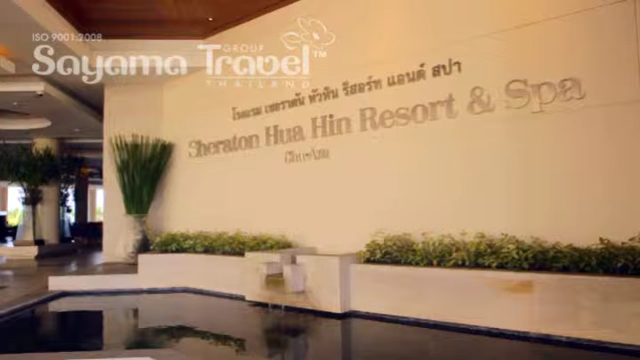 ISO 9001:2008
GROUP
Sayama Travel™
THAILAND
โรงแรม เชอราตัน หัวหิน รีสอร์ท แอนด์ สปา
Sheraton Hua Hin Resort & Spa